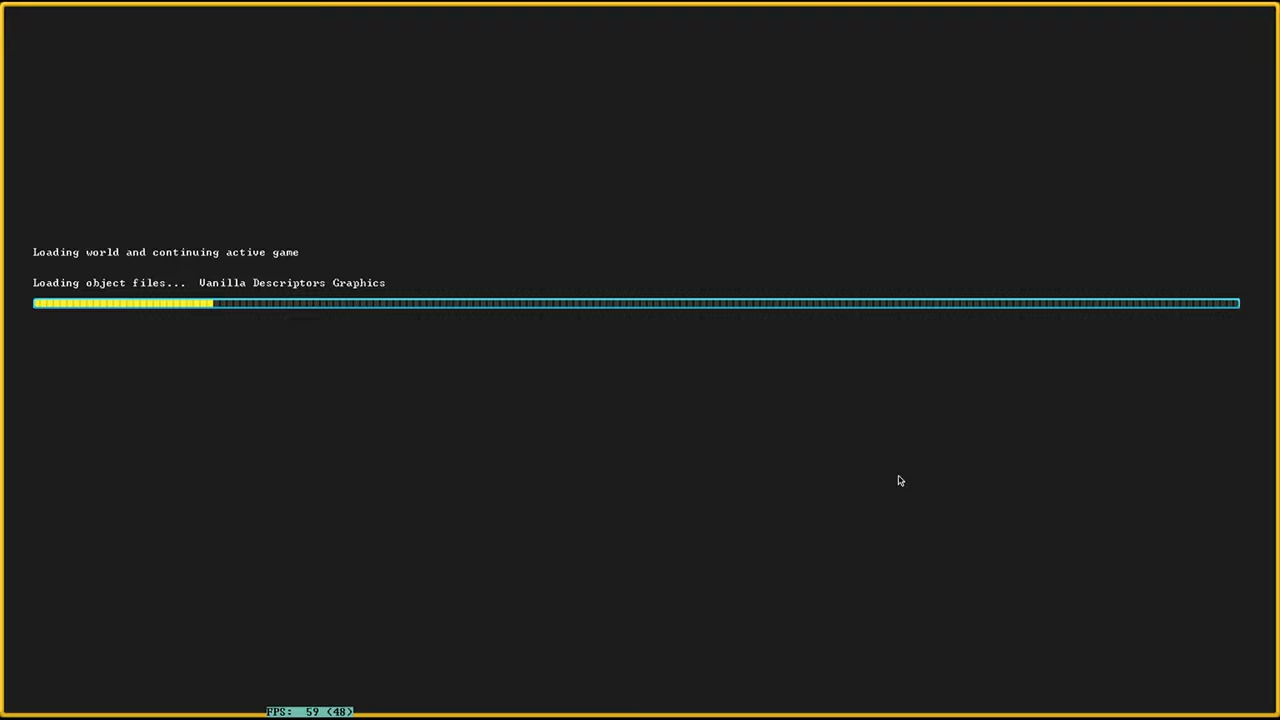 Loading world and continuing active game
Loading object files...  Vanilla Descriptors Graphics
FPS:  59 (48)